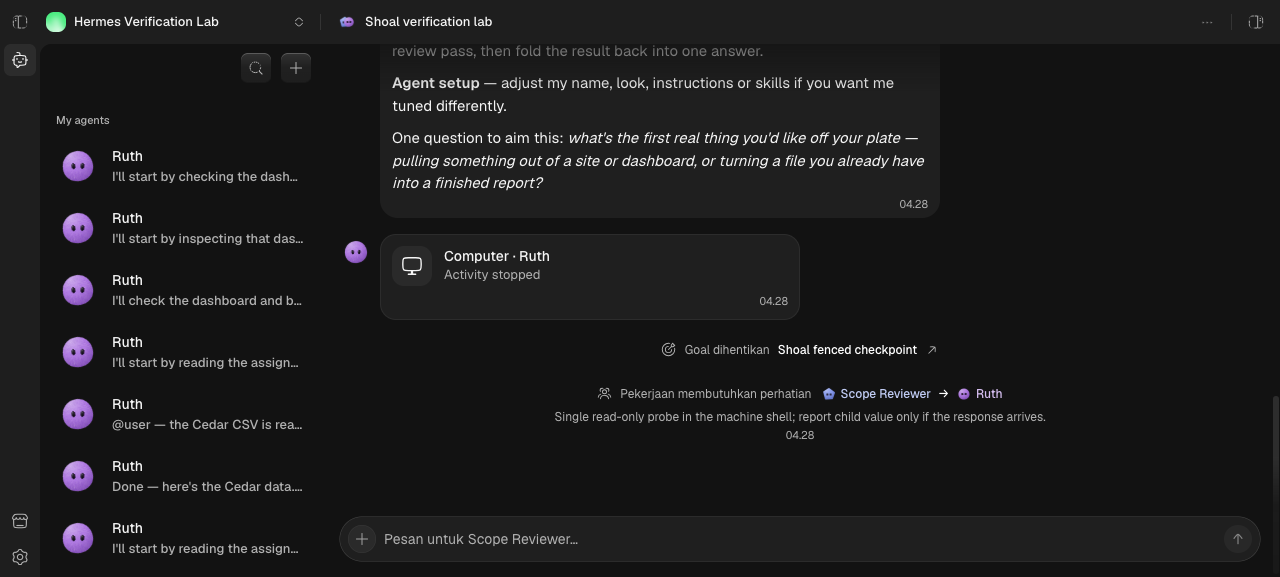 Hermes Verification Lab
Shoal verification lab
My agents
Ruth
I'll start by checking the dash...
Ruth
I'll start by inspecting that das...
Ruth
I'll check the dashboard and b...
Ruth
I'll start by reading the assign...
Ruth
@user — the Cedar CSV is rea...
Ruth
Done — here's the Cedar data....
Ruth
I'll start by reading the assign...
review pass, then fold the result back into one answer.
Agent setup — adjust my name, look, instructions or skills if you want me
tuned differently.
One question to aim this: what's the first real thing you'd like off your plate —
pulling something out of a site or dashboard, or turning a file you already have
into a finished report?
04.28
Computer · Ruth
Activity stopped
04.28
Goal dihentikan Shoal fenced checkpoint
Pekerjaan membutuhkan perhatian Scope Reviewer → Ruth
Single read-only probe in the machine shell; report child value only if the response arrives.
04.28
Pesan untuk Scope Reviewer...